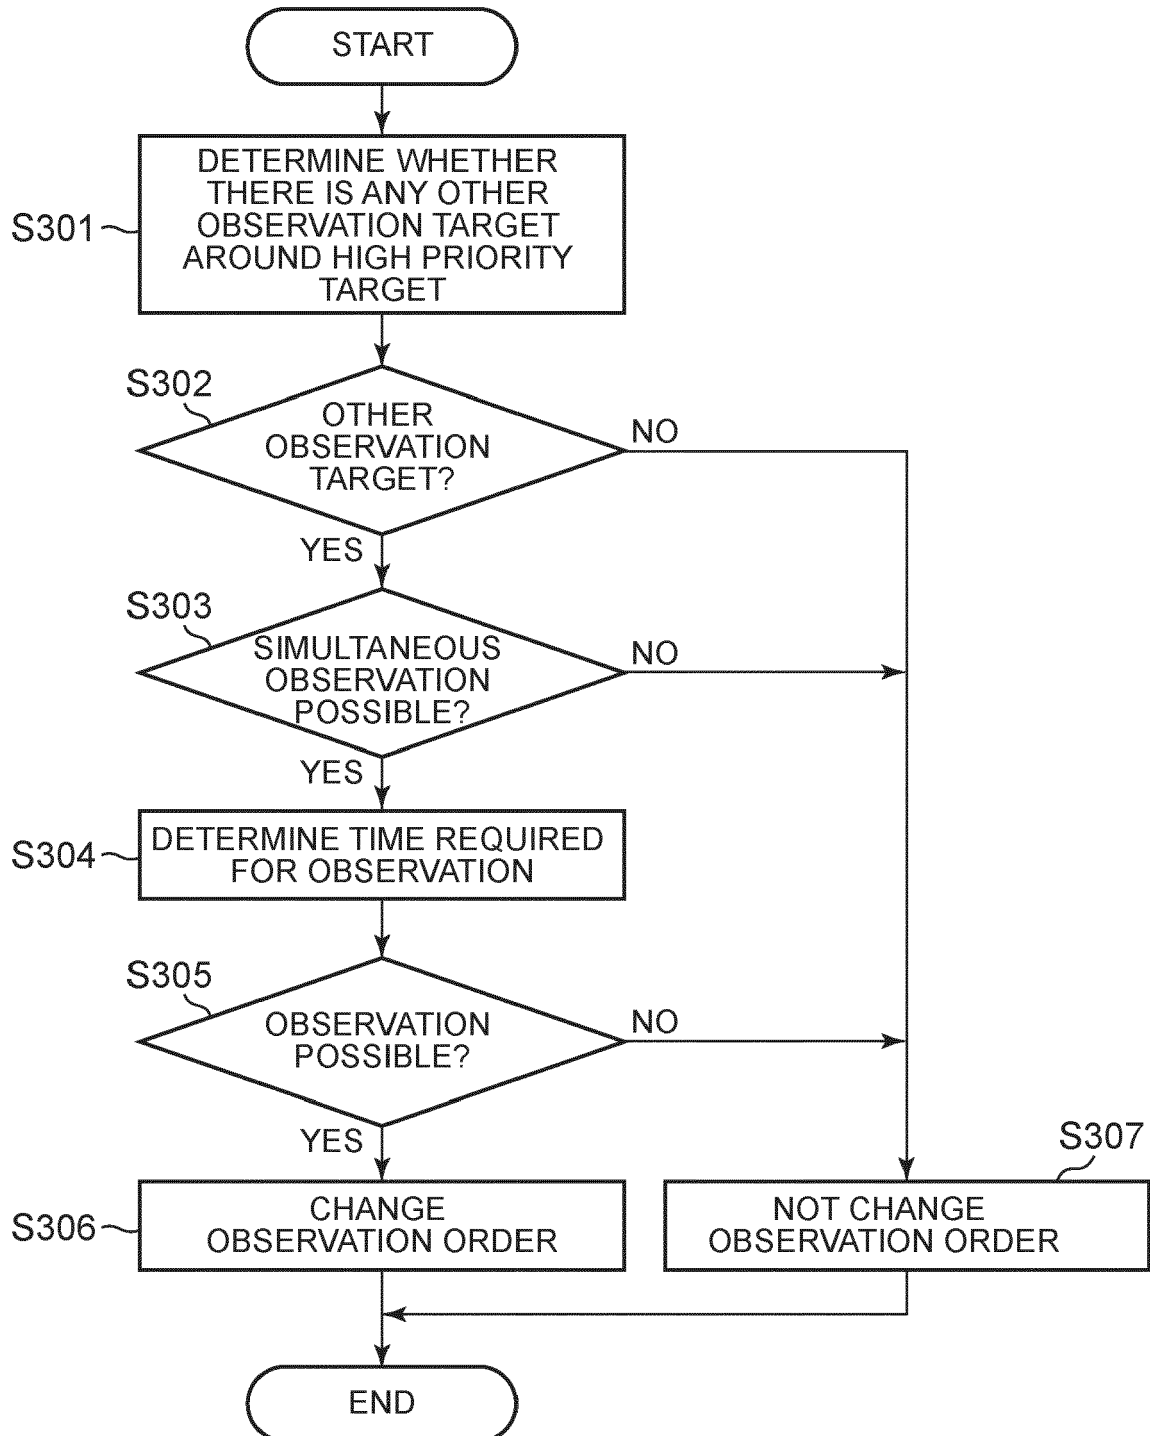 START
DETERMINE WHETHER
THERE IS ANY OTHER
OBSERVATION TARGET
AROUND HIGH PRIORITY
TARGET
S301
S302
OTHER
OBSERVATION
TARGET?
NO
YES
S303
SIMULTANEOUS
OBSERVATION
POSSIBLE?
NO
YES
S304
DETERMINE TIME REQUIRED
FOR OBSERVATION
S305
OBSERVATION
POSSIBLE?
NO
YES
S306
CHANGE
OBSERVATION ORDER
S307
NOT CHANGE
OBSERVATION ORDER
END